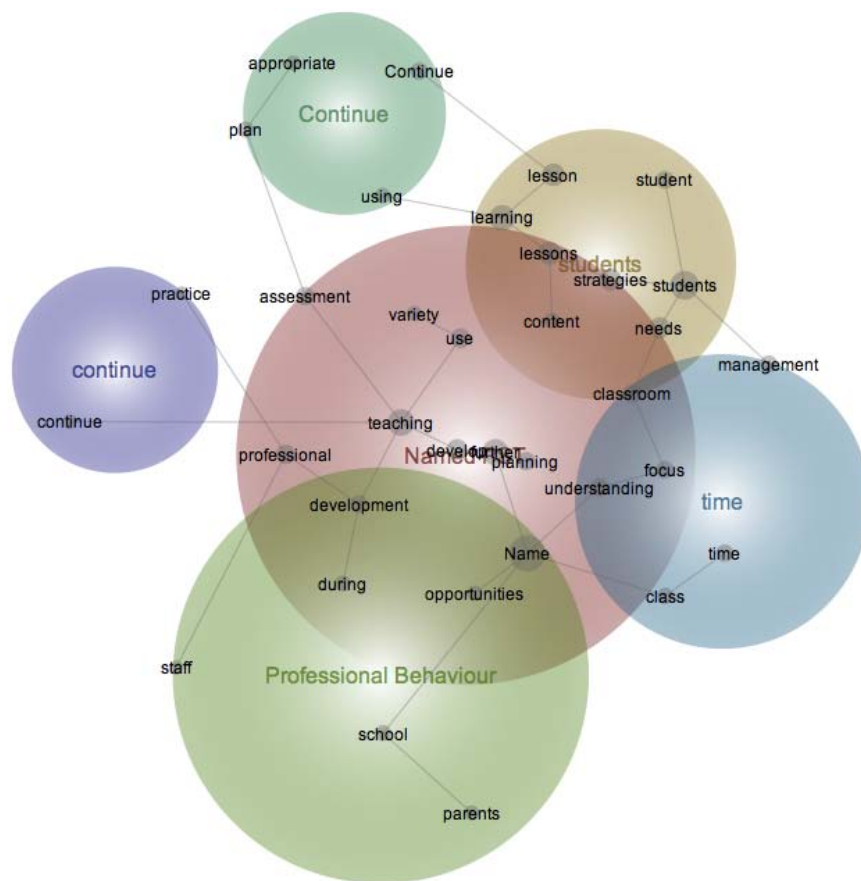 appropriate
Continue
Continue
plan
lesson
student
using
learning
lessons
students
strategies
students
practice
assessment
variety
content
needs
use
management
continue
classroom
continue
teaching
develop
further
planning
professional
focus
understanding
time
development
Name
time
during
opportunities
class
staff
Professional Behaviour
school
parents